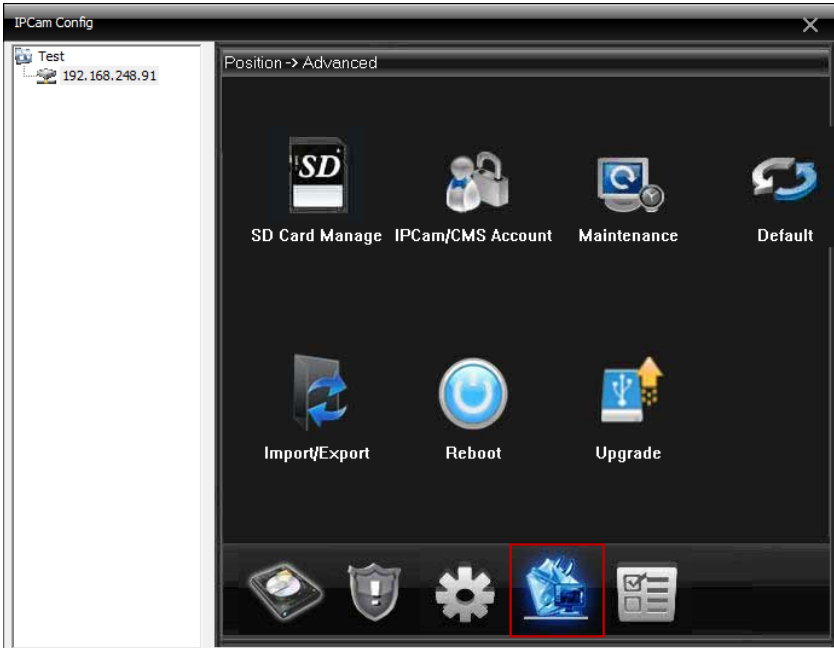 IPCam Config
Test
192.168.248.91
Position -> Advanced
SD
SD Card Manage IPCam/CMS Account Maintenance Default
Import/Export Reboot Upgrade